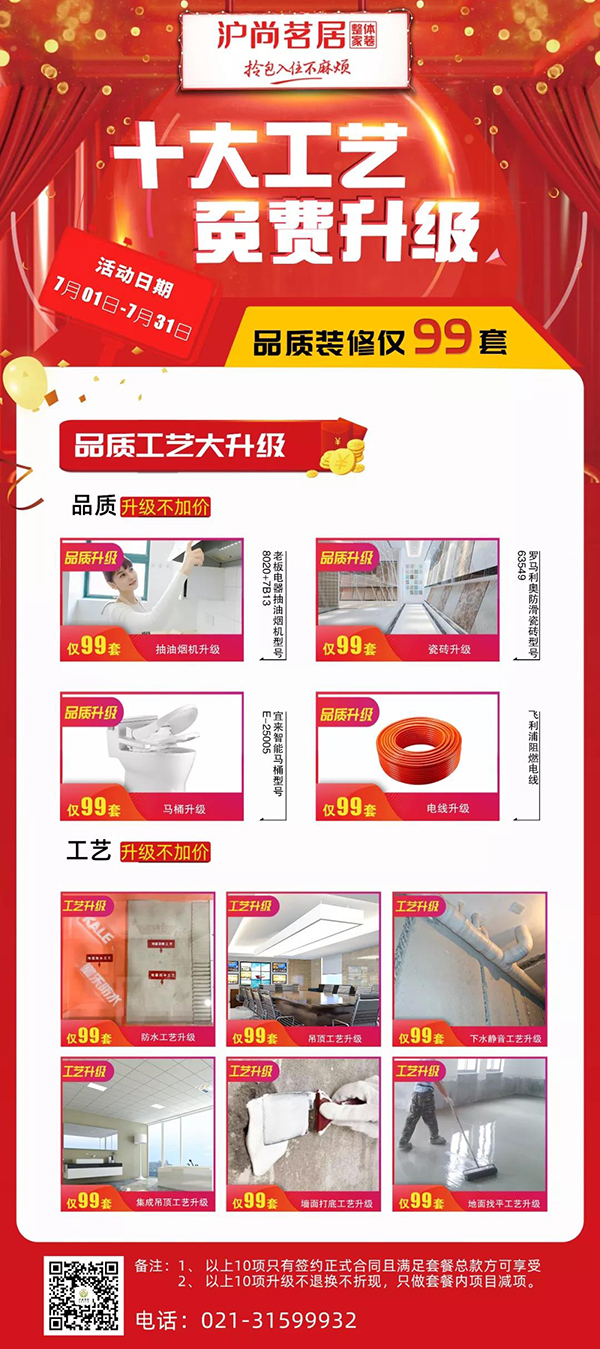 沪尚茗居
整体
家装
拎包入住不麻烦
十大工艺
免费升级
活动日期
7月01日-7月31日
品质装修仅99套
品质工艺大升级
品质 升级不加价
品质升级
仅99套 抽油烟机升级
老板电器抽油烟机型号
8020+7B13
品质升级
仅99套 瓷砖升级
罗马利奥防滑瓷砖型号
63549
品质升级
仅99套 马桶升级
宜来智能马桶型号
E-25005
品质升级
仅99套 电线升级
飞利浦阻燃电线
工艺 升级不加价
工艺升级
仅99套 防水工艺升级
工艺升级
仅99套 吊顶工艺升级
工艺升级
仅99套 下水静音工艺升级
工艺升级
仅99套 集成吊顶工艺升级
工艺升级
仅99套 墙面打底工艺升级
工艺升级
仅99套 地面找平工艺升级
备注：1、 以上10项只有签约正式合同且满足套餐总款方可享受
2、 以上10项升级不退换不折现，只做套餐内项目减项。
电话：021-31599932